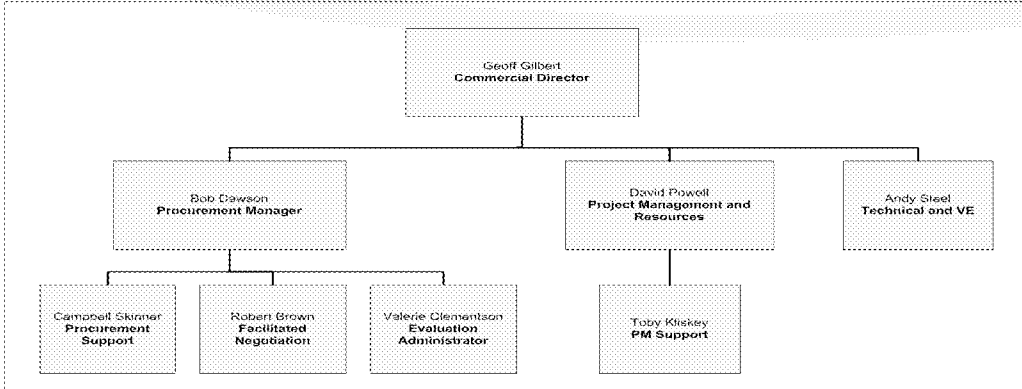 Geoff Gilbert
Commercial Director
Bob Dawson
Procurement Manager
David Powell
Project Management and
Resources
Andy Steel
Technical and VE
Campbell Skinner
Procurement
Support
Robert Brown
Facilitated
Negotiation
Valerie Clementson
Evaluation
Administrator
Toby Kliskey
PM Support